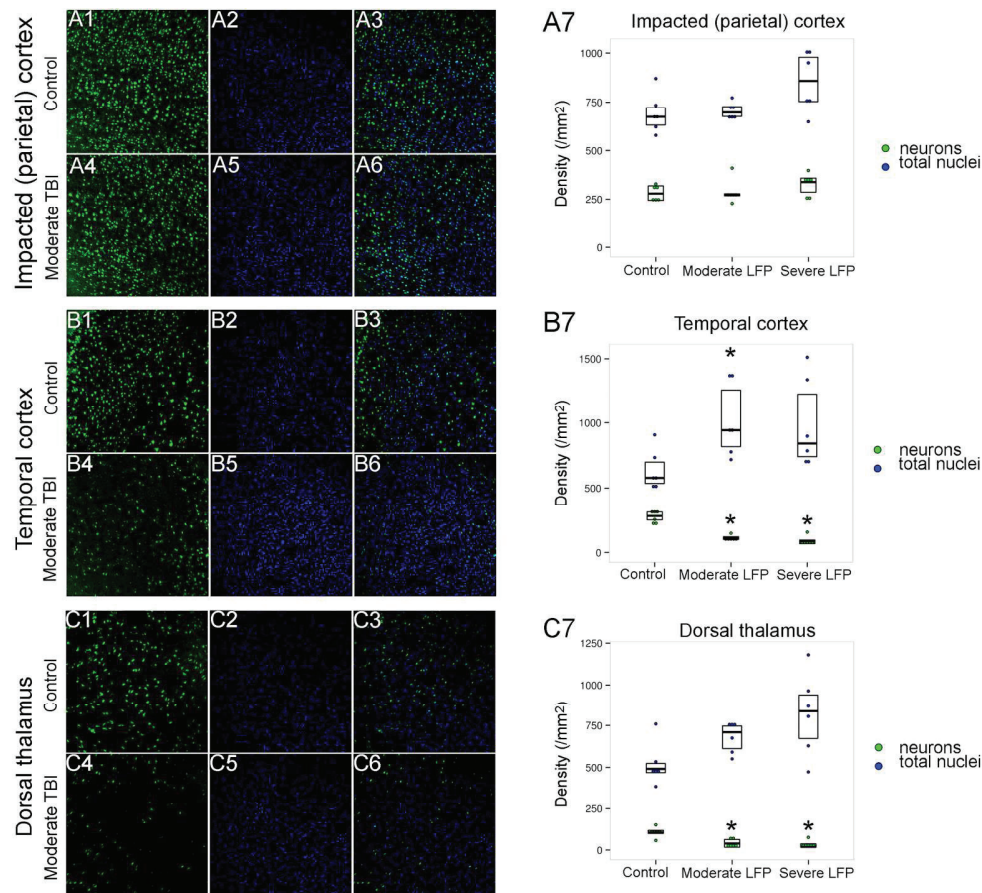 Impacted (parietal) cortex
Control
Moderate TBI
A1
A2
A3
A4
A5
A6
A7
Impacted (parietal) cortex
Density (/mm2)
1000
750
500
250
0
Control
Moderate LFP
Severe LFP
neurons
total nuclei
Temporal cortex
Control
Moderate TBI
B1
B2
B3
B4
B5
B6
B7
Temporal cortex
Density (/mm2)
1500
1000
500
0
*
*
*
Control
Moderate LFP
Severe LFP
neurons
total nuclei
Dorsal thalamus
Control
Moderate TBI
C1
C2
C3
C4
C5
C6
C7
Dorsal thalamus
Density (/mm2)
1250
1000
750
500
250
0
*
*
Control
Moderate LFP
Severe LFP
neurons
total nuclei